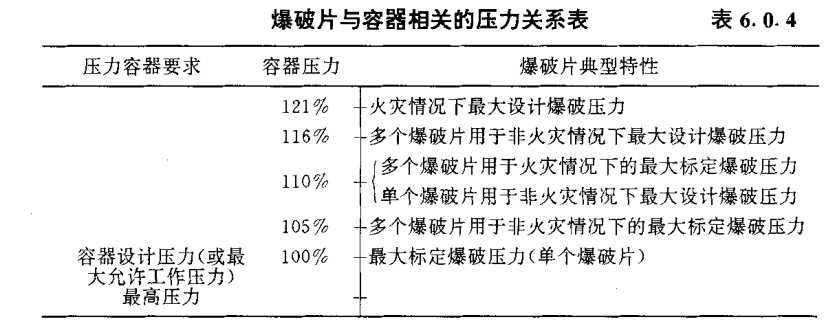 爆破片与容器相关的压力关系表 表 6.0.4
压力容器要求 容器压力 爆破片典型特性
121% 火灾情况下最大设计爆破压力
116% 多个爆破片用于非火灾情况下最大设计爆破压力
110% 多个爆破片用于火灾情况下的最大标定爆破压力
单个爆破片用于非火灾情况下最大设计爆破压力
105% 多个爆破片用于非火灾情况下的最大标定爆破压力
容器设计压力(或最 100% 最大标定爆破压力(单个爆破片)
大允许工作压力)
最高压力